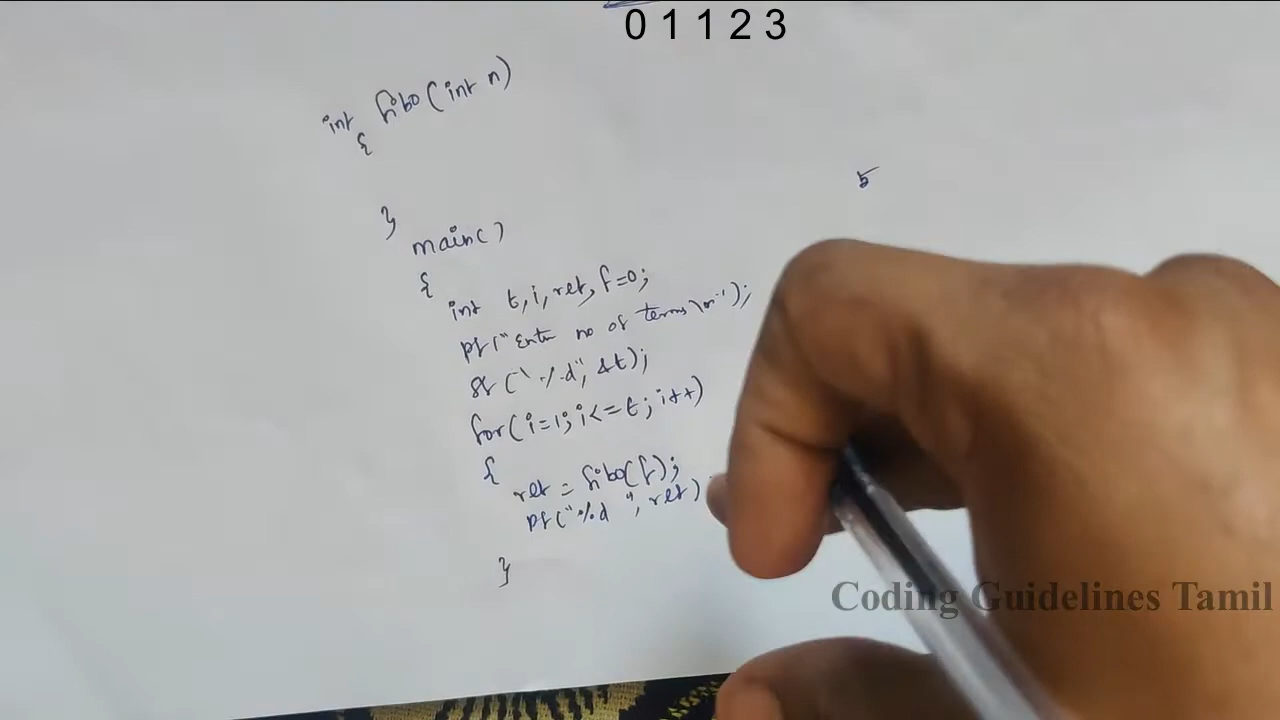 0 1 1 2 3
int fibo(int n)
{
5
}
main()
{
int t, i, ret, f=0;
pf("Enter no of terms\n");
sf("%d", &t);
for(i=1; i<=t; i++)
{
ret = fibo(f);
pf("%d ", ret)
}
Coding Guidelines Tamil